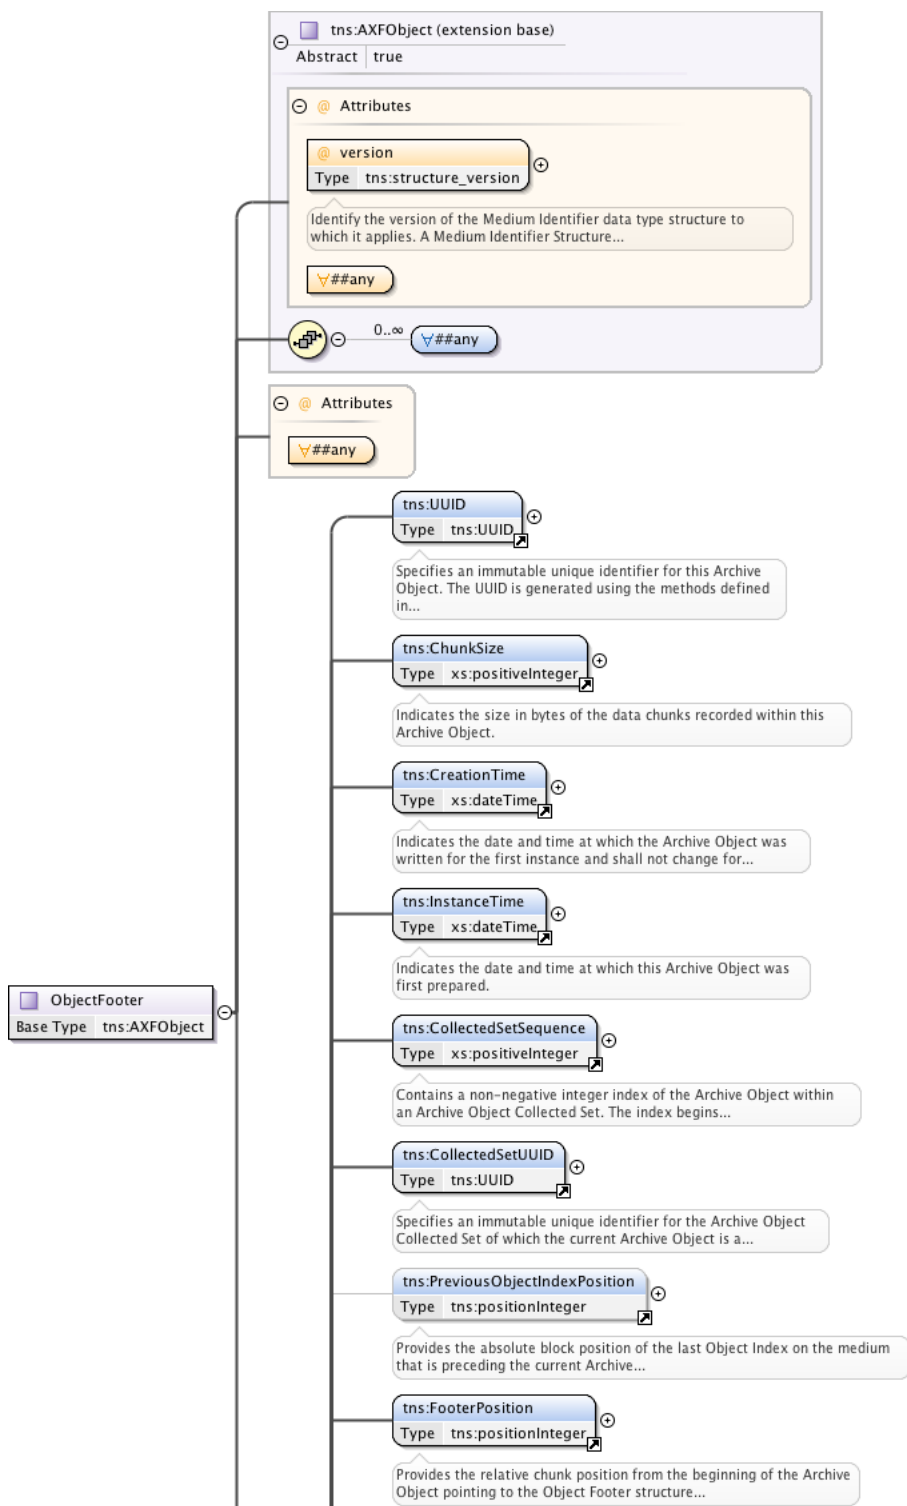 tns:AXFObject (extension base)
Abstract true
@ Attributes
@ version
Type tns:structure_version
Identify the version of the Medium Identifier data type structure to
which it applies. A Medium Identifier Structure...
∀##any
0..∞ ∀##any
@ Attributes
∀##any
tns:UUID
Type tns:UUID
Specifies an immutable unique identifier for this Archive
Object. The UUID is generated using the methods defined
in...
tns:ChunkSize
Type xs:positiveInteger
Indicates the size in bytes of the data chunks recorded within this
Archive Object.
tns:CreationTime
Type xs:dateTime
Indicates the date and time at which the Archive Object was
written for the first instance and shall not change for...
tns:InstanceTime
Type xs:dateTime
Indicates the date and time at which this Archive Object was
first prepared.
ObjectFooter
Base Type tns:AXFObject
tns:CollectedSetSequence
Type xs:positiveInteger
Contains a non-negative integer index of the Archive Object within
an Archive Object Collected Set. The index begins...
tns:CollectedSetUUID
Type tns:UUID
Specifies an immutable unique identifier for the Archive Object
Collected Set of which the current Archive Object is a...
tns:PreviousObjectIndexPosition
Type tns:positionInteger
Provides the absolute block position of the last Object Index on the medium
that is preceding the current Archive...
tns:FooterPosition
Type tns:positionInteger
Provides the relative chunk position from the beginning of the Archive
Object pointing to the Object Footer structure...